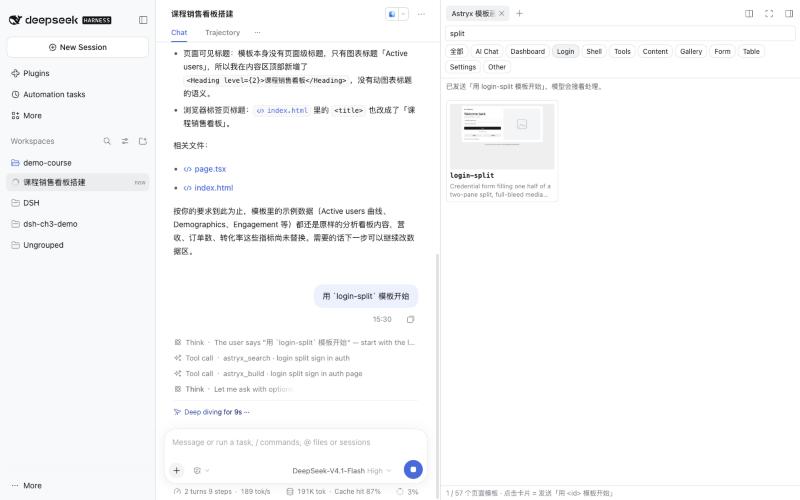 deepseek HARNESS
New Session
Plugins
Automation tasks
More
Workspaces
demo-course
课程销售看板搭建
now
DSH
dsh-ch3-demo
Ungrouped
More
课程销售看板搭建
Chat
Trajectory
页面可见标题：模板本身没有页面级标题，只有图表标题「Active
users」，所以我在内容区顶部新增了
<Heading level={2}>课程销售看板</Heading>，没有动图表标题
的语义。
浏览器标签页标题：index.html 里的 <title> 也改成了「课
程销售看板」。
相关文件：
page.tsx
index.html
按你的要求到此为止，模板里的示例数据（Active users 曲线、
Demographics、Engagement 等）都还是原样的分析看板内容，营
收、订单数、转化率这些指标尚未替换。需要的话下一步可以继续改数
据区。
用 `login-split` 模板开始
15:30
Think · The user says "用 `login-split` 模板开始" — start with the l...
Tool call · astryx_search · login split sign in auth
Tool call · astryx_build · login split sign in auth page
Think · Let me ask with options
Deep diving for 9s ···
Message or run a task, / commands, @ files or sessions
DeepSeek-V4.1-Flash High
2 turns 9 steps · 189 tok/s
191K tok · Cache hit 87%
3%
Astryx 模板
split
全部
AI Chat
Dashboard
Login
Shell
Tools
Content
Gallery
Form
Table
Settings
Other
已发送「用 login-split 模板开始」，模型会接着处理。
login-split
Credential form filling one half of a
two-pane split, full-bleed media...
1 / 57 个页面模板 · 点击卡片 = 发送「用 <id> 模板开始」